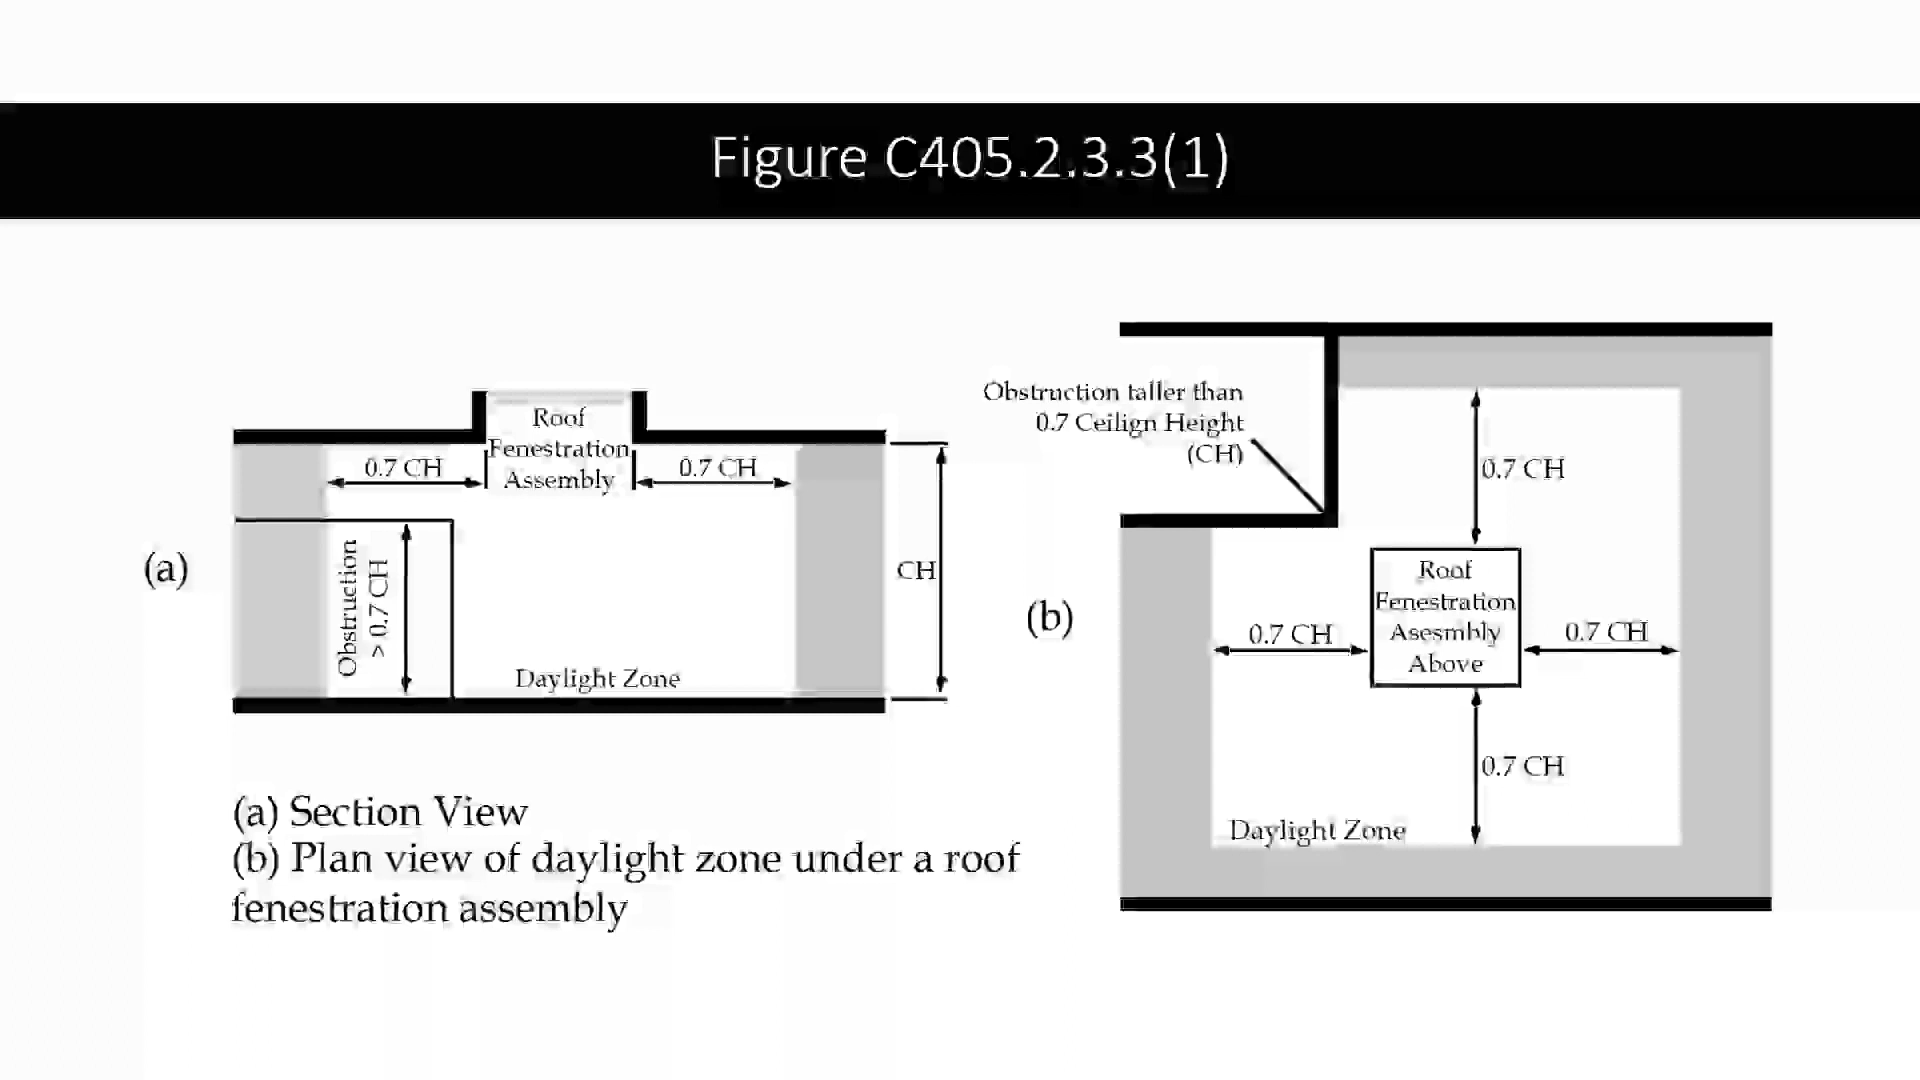 Figure C405.2.3.3(1)
Roof
Fenestration
Assembly
0.7 CH
0.7 CH
(a)
Obstruction
> 0.7 CH
CH
Daylight Zone
(a) Section View
(b) Plan view of daylight zone under a roof
fenestration assembly
Obstruction taller than
0.7 Ceilign Height
(CH)
0.7 CH
(b)
Roof
Fenestration
Asesmbly
Above
0.7 CH
0.7 CH
0.7 CH
Daylight Zone